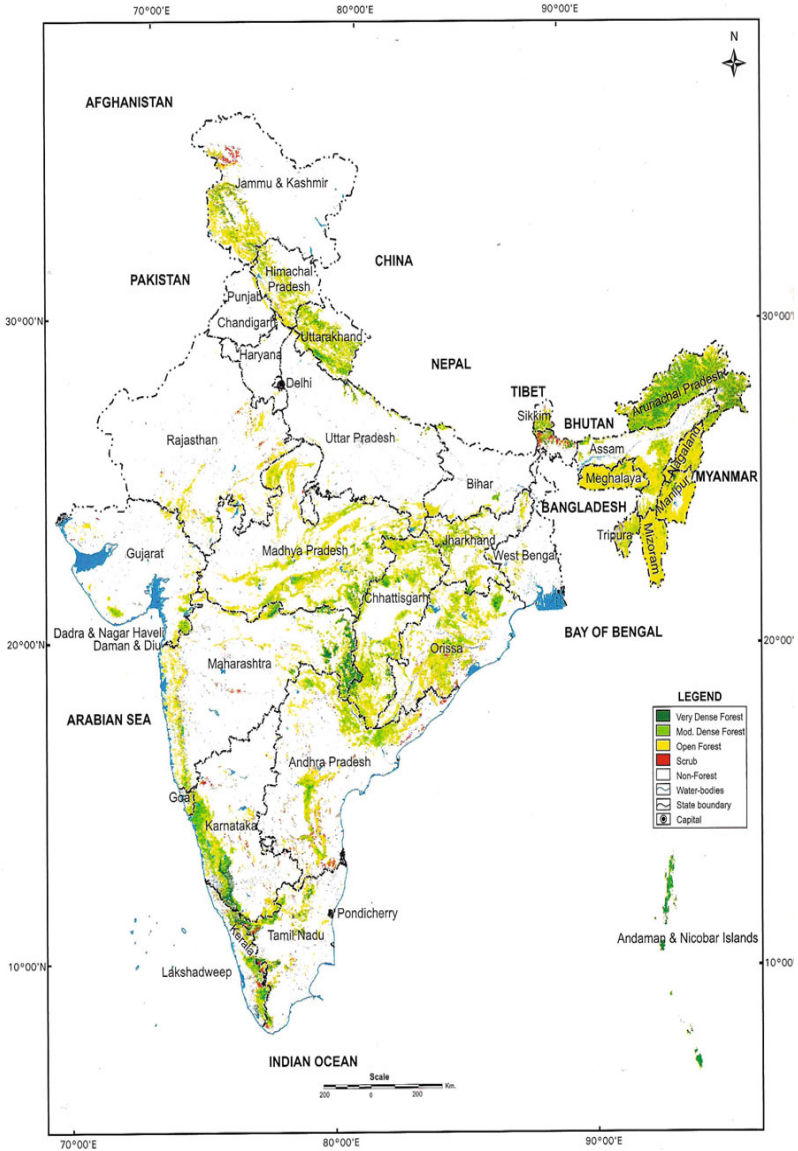 70°00'E 80°00'E 90°00'E
N
AFGHANISTAN
Jammu & Kashmir
CHINA
PAKISTAN
Himachal
Pradesh
Punjab
Chandigarh
30°00'N
30°00'N
Uttarakhand
Haryana
Delhi
NEPAL
TIBET
Arunachal Pradesh
Sikkim
BHUTAN
Rajasthan
Uttar Pradesh
Assam
Nagaland
Bihar
Meghalaya
MYANMAR
Manipur
BANGLADESH
Tripura
Mizoram
Gujarat
Madhya Pradesh
Jharkhand
West Bengal
Chhattisgarh
Dadra & Nagar Haveli
Daman & Diu
20°00'N
20°00'N
BAY OF BENGAL
Maharashtra
Orissa
ARABIAN SEA
LEGEND
Very Dense Forest
Mod. Dense Forest
Open Forest
Scrub
Non-Forest
Water-bodies
State boundary
Capital
Andhra Pradesh
Goa
Karnataka
Pondicherry
Kerala
Tamil Nadu
Andaman & Nicobar Islands
Lakshadweep
10°00'N
10°00'N
INDIAN OCEAN
Scale
200 0 200 Km.
70°00'E 80°00'E 90°00'E